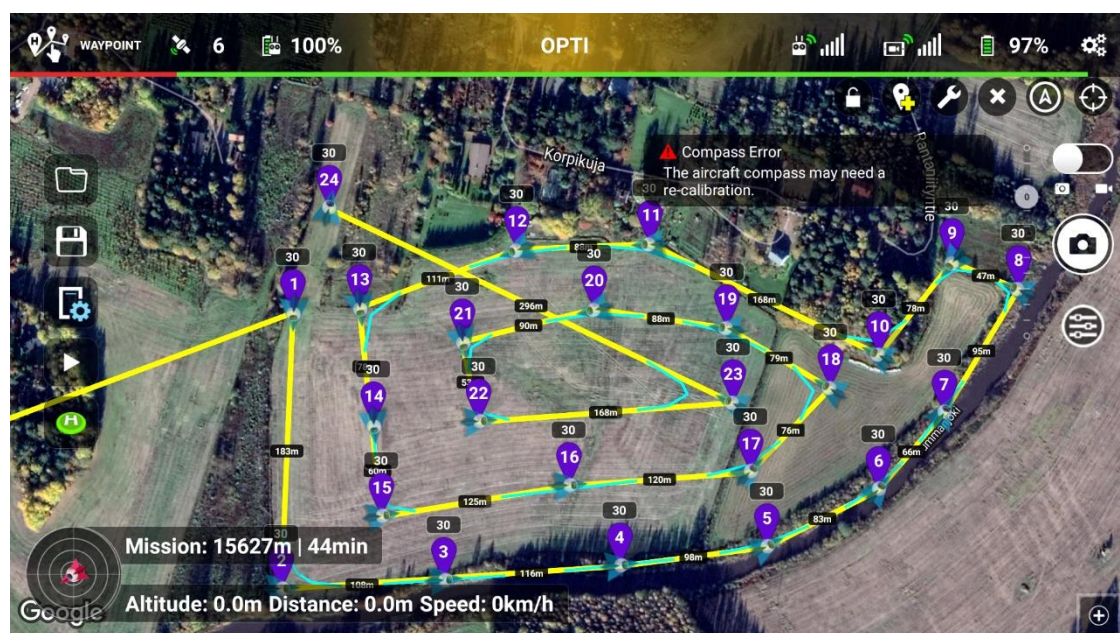 WAYPOINT 6 100% OPTI 97%
Compass Error
The aircraft compass may need a
re-calibration.
Korpikuja
0
30
24
30
12
30
11
30
9
30
8
30
1
30
13
30
20
30
19
30
21
30
10
30
18
30
14
30
22
30
23
30
7
30
15
30
16
30
17
30
6
30
2
30
3
30
4
30
5
111m
296m
168m
47m
78m
95m
90m
88m
79m
168m
76m
66m
183m
60m
125m
120m
83m
98m
116m
108m
Mission: 15627m | 44min
Altitude: 0.0m Distance: 0.0m Speed: 0km/h
Google